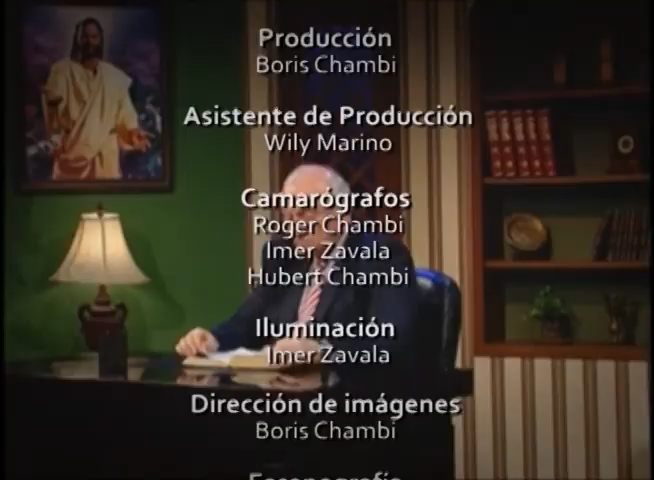 Producción
Boris Chambi
Asistente de Producción
Wily Marino
Camarógrafos
Roger Chambi
Imer Zavala
Hubert Chambi
Iluminación
Imer Zavala
Dirección de imágenes
Boris Chambi